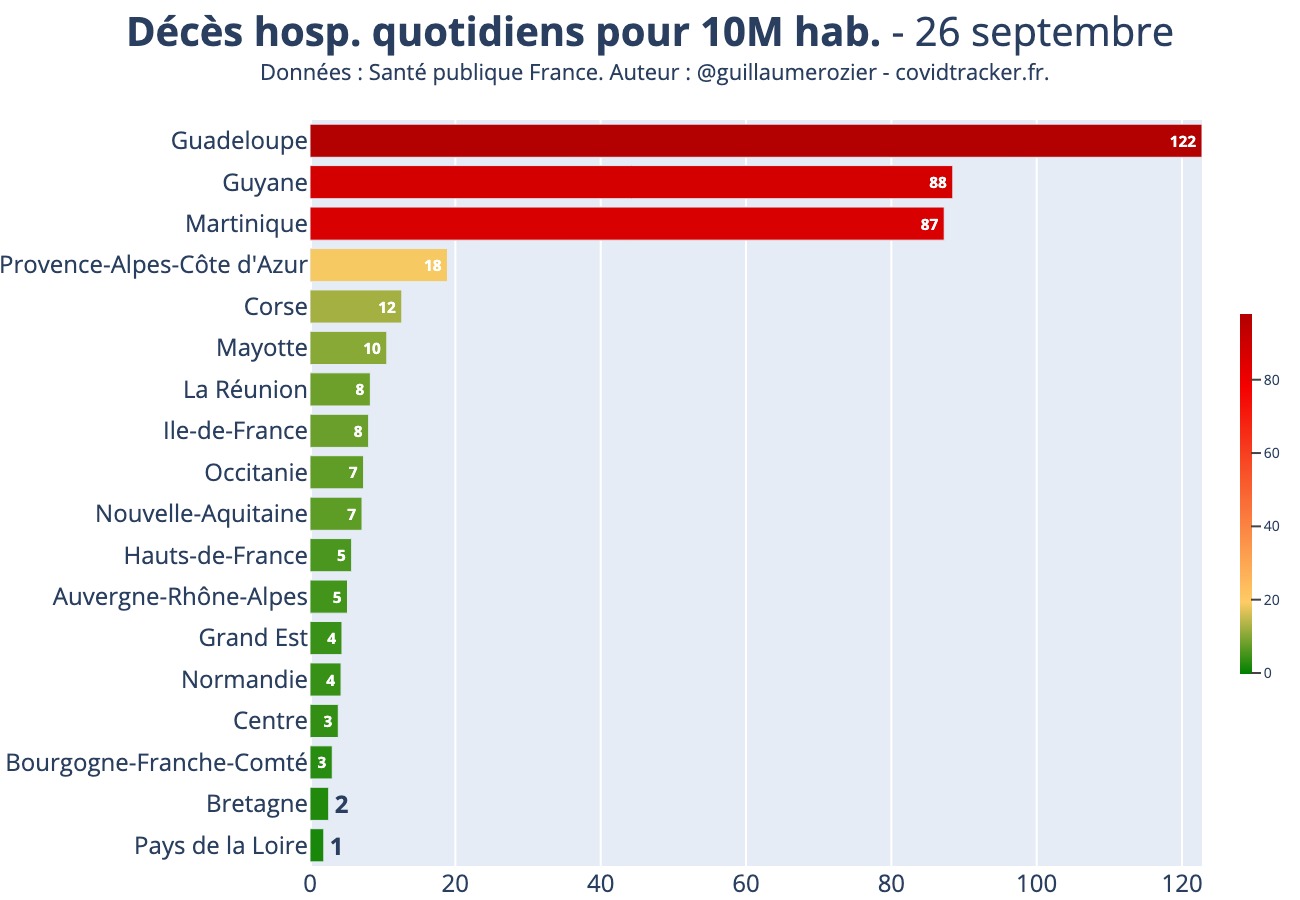 Décès hosp. quotidiens pour 10M hab. - 26 septembre
Données : Santé publique France. Auteur : @guillaumerozier - covidtracker.fr.
Guadeloupe 122
Guyane 88
Martinique 87
Provence-Alpes-Côte d'Azur 18
Corse 12
Mayotte 10
La Réunion 8
Ile-de-France 8
Occitanie 7
Nouvelle-Aquitaine 7
Hauts-de-France 5
Auvergne-Rhône-Alpes 5
Grand Est 4
Normandie 4
Centre 3
Bourgogne-Franche-Comté 3
Bretagne 2
Pays de la Loire 1
0 20 40 60 80 100 120
80
60
40
20
0